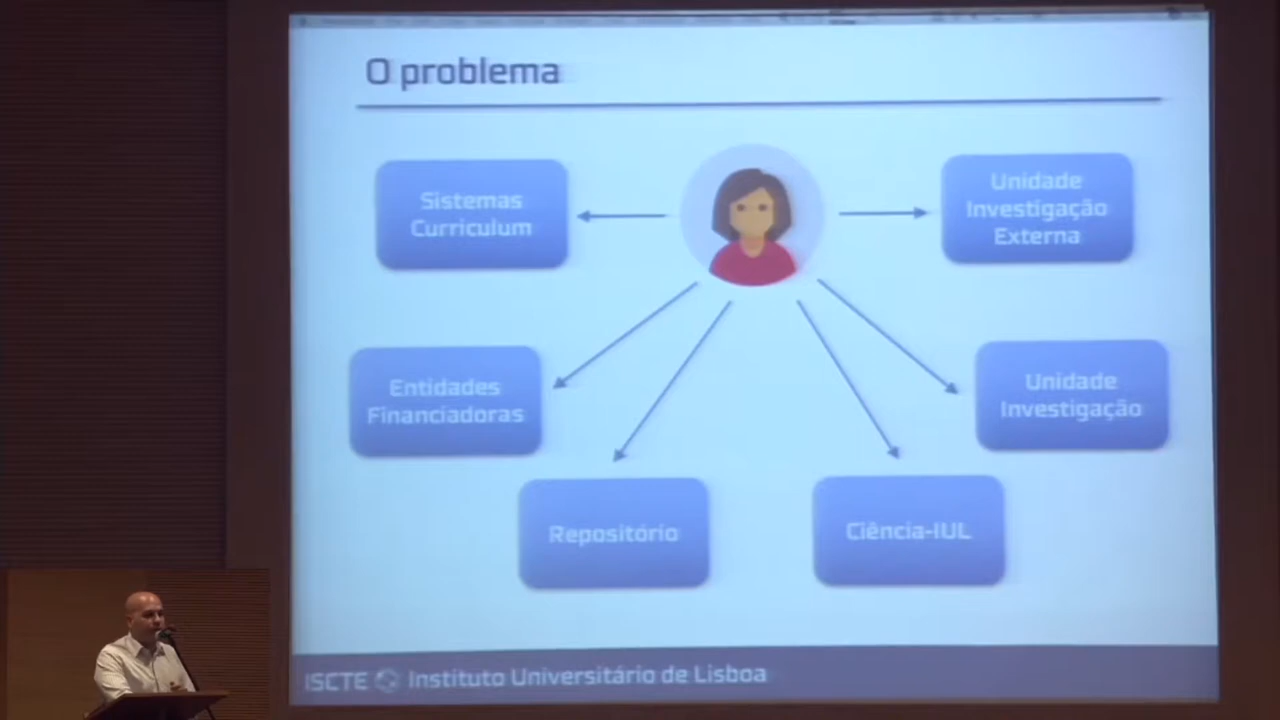 O problema
Sistemas
Curriculum
Unidade
Investigação
Externa
Entidades
Financiadoras
Unidade
Investigação
Repositório
Ciência-IUL
ISCTE Instituto Universitário de Lisboa